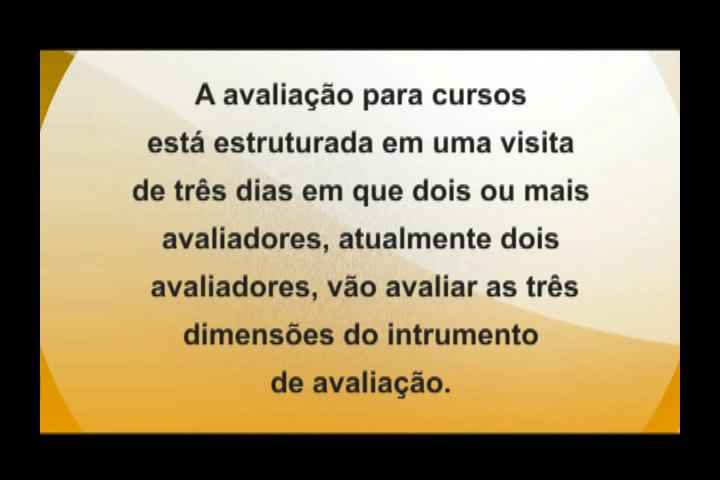 A avaliação para cursos
está estruturada em uma visita
de três dias em que dois ou mais
avaliadores, atualmente dois
avaliadores, vão avaliar as três
dimensões do intrumento
de avaliação.